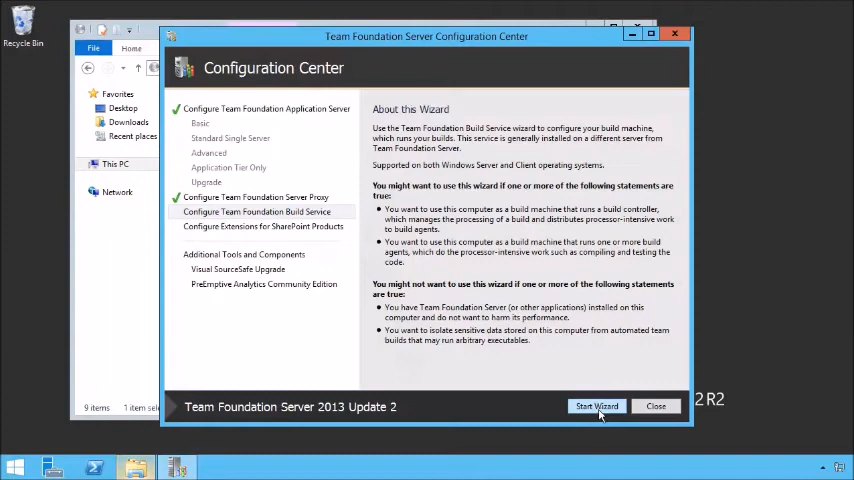 Recycle Bin
File
Home
Favorites
Desktop
Downloads
Recent places
This PC
Network
9 items
1 item sele
Team Foundation Server Configuration Center
Configuration Center
Configure Team Foundation Application Server
Basic
Standard Single Server
Advanced
Application Tier Only
Upgrade
Configure Team Foundation Server Proxy
Configure Team Foundation Build Service
Configure Extensions for SharePoint Products
Additional Tools and Components
Visual SourceSafe Upgrade
PreEmptive Analytics Community Edition
About this Wizard
Use the Team Foundation Build Service wizard to configure your build machine,
which runs your builds. This service is generally installed on a different server from
Team Foundation Server.
Supported on both Windows Server and Client operating systems.
You might want to use this wizard if one or more of the following statements are
true:
• You want to use this computer as a build machine that runs a build controller,
which manages the processing of a build and distributes processor-intensive work
to build agents.
• You want to use this computer as a build machine that runs one or more build
agents, which do the processor-intensive work such as compiling and testing the
code.
You might not want to use this wizard if one or more of the following statements
are true:
• You have Team Foundation Server (or other applications) installed on this
computer and do not want to harm its performance.
• You want to isolate sensitive data stored on this computer from automated team
builds that may run arbitrary executables.
Team Foundation Server 2013 Update 2
Start Wizard
Close
2 R2